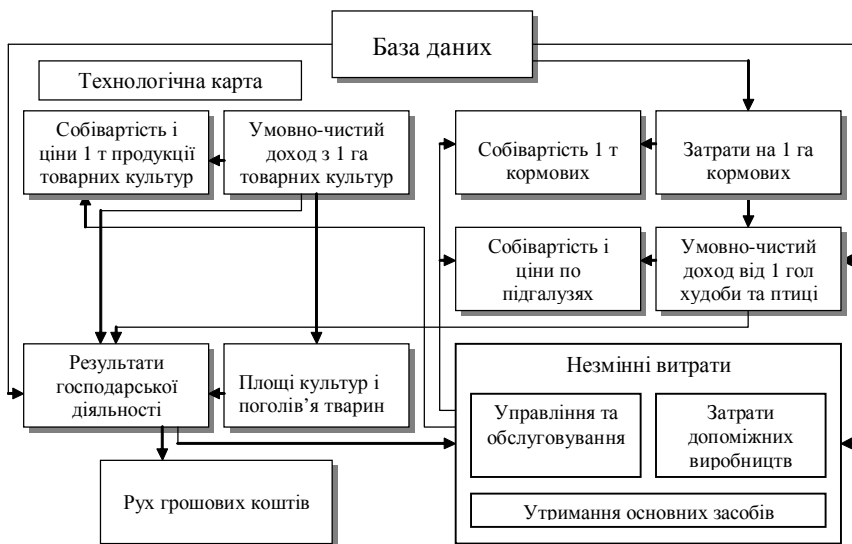 База даних
Технологічна карта
Собівартість і
ціни 1 т продукції
товарних культур
Умовно-чистий
доход з 1 га
товарних культур
Собівартість 1 т
кормових
Затрати на 1 га
кормових
Собівартість і
ціни по
підгалузях
Умовно-чистий
доход від 1 гол
худоби та птиці
Результати
господарської
діяльності
Площі культур і
поголів’я тварин
Незмінні витрати
Управління та
обслуговування
Затрати
допоміжних
виробництв
Утримання основних засобів
Рух грошових коштів